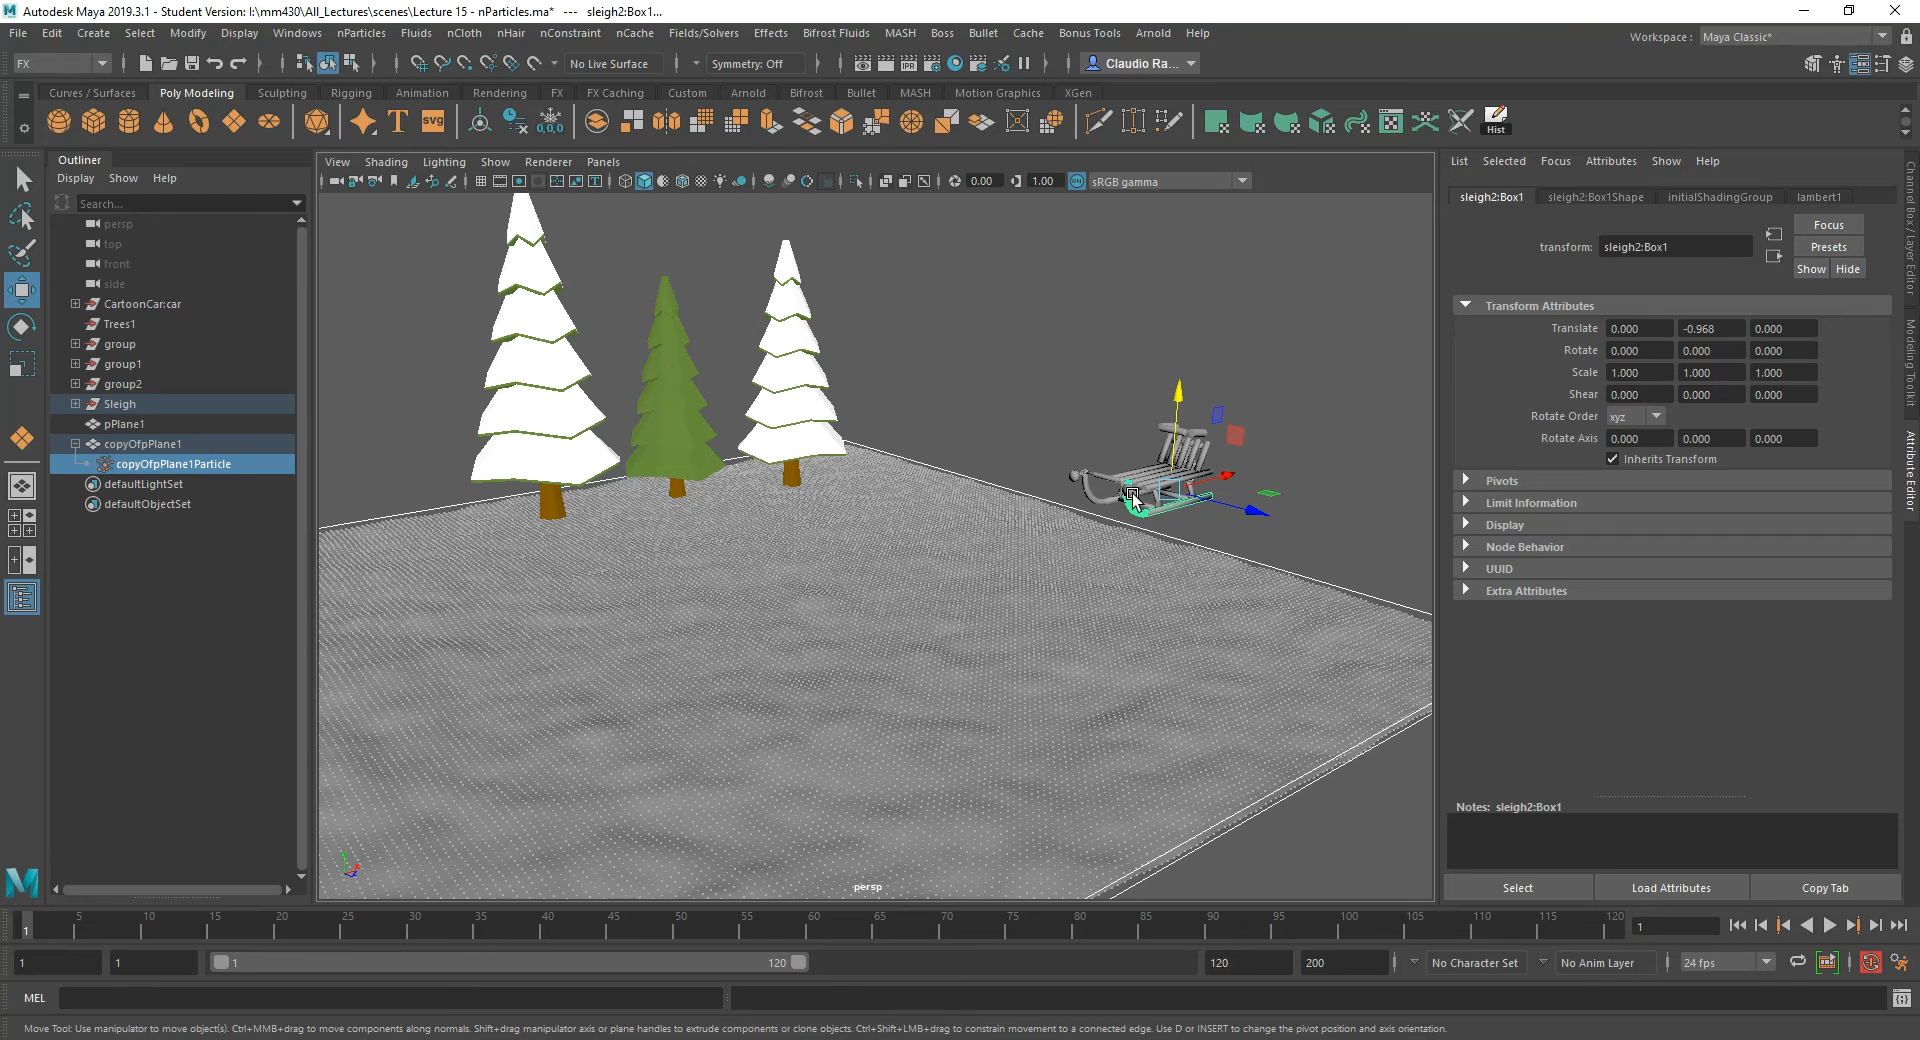 Autodesk Maya 2019.3.1 - Student Version: I:\mm430\All_Lectures\scenes\Lecture 15 - nParticles.ma* --- sleigh2:Box1...
File Edit Create Select Modify Display Windows nParticles Fluids nCloth nHair nConstraint nCache Fields/Solvers Effects Bifrost Fluids MASH Boss Bullet Cache Bonus Tools Arnold Help Workspace : Maya Classic*
FX No Live Surface Symmetry: Off Claudio Ra...
Curves / Surfaces Poly Modeling Sculpting Rigging Animation Rendering FX FX Caching Custom Arnold Bifrost Bullet MASH Motion Graphics XGen
T SVG 0,0,0 IPR Hist
Outliner
Display Show Help
Search...
persp
top
front
side
CartoonCar:car
Trees1
group
group1
group2
Sleigh
pPlane1
copyOfpPlane1
copyOfpPlane1Particle
defaultLightSet
defaultObjectSet
View Shading Lighting Show Renderer Panels
0.00 1.00 sRGB gamma
persp
List Selected Focus Attributes Show Help
sleigh2:Box1 sleigh2:Box1Shape initialShadingGroup lambert1
transform: sleigh2:Box1
Focus
Presets
Show Hide
Transform Attributes
Translate 0.000 -0.968 0.000
Rotate 0.000 0.000 0.000
Scale 1.000 1.000 1.000
Shear 0.000 0.000 0.000
Rotate Order xyz
Rotate Axis 0.000 0.000 0.000
Inherits Transform
Pivots
Limit Information
Display
Node Behavior
UUID
Extra Attributes
Notes: sleigh2:Box1
Select Load Attributes Copy Tab
Channel Box / Layer Editor
Modeling Toolkit
Attribute Editor
1 5 10 15 20 25 30 35 40 45 50 55 60 65 70 75 80 85 90 95 100 105 110 115 120 1
1 1 1 120 120 200 No Character Set No Anim Layer 24 fps
MEL
Move Tool: Use manipulator to move object(s). Ctrl+MMB+drag to move components along normals. Shift+drag manipulator axis or plane handles to extrude components or clone objects. Ctrl+Shift+LMB+drag to constrain movement to a connected edge. Use D or INSERT to change the pivot position and axis orientation.